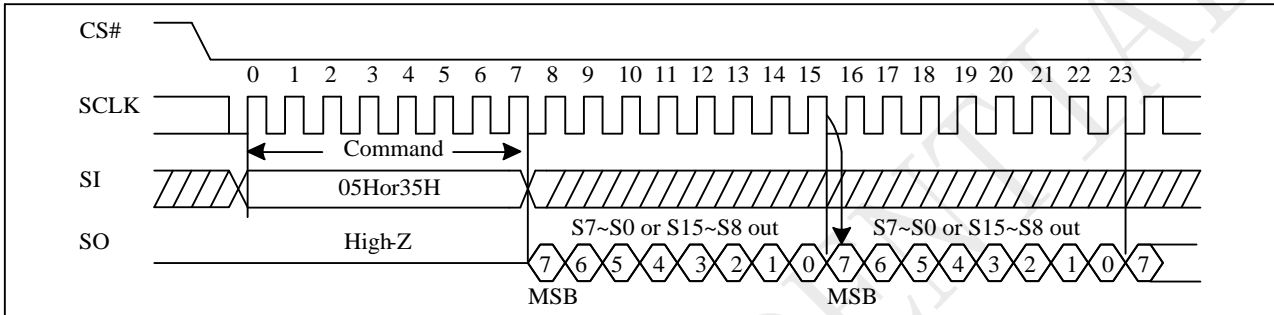 CS#
0 1 2 3 4 5 6 7 8 9 10 11 12 13 14 15 16 17 18 19 20 21 22 23
SCLK
Command
SI
05Hor35H
S7~S0 or S15~S8 out S7~S0 or S15~S8 out
SO
High-Z
7 6 5 4 3 2 1 0 7 6 5 4 3 2 1 0 7
MSB MSB